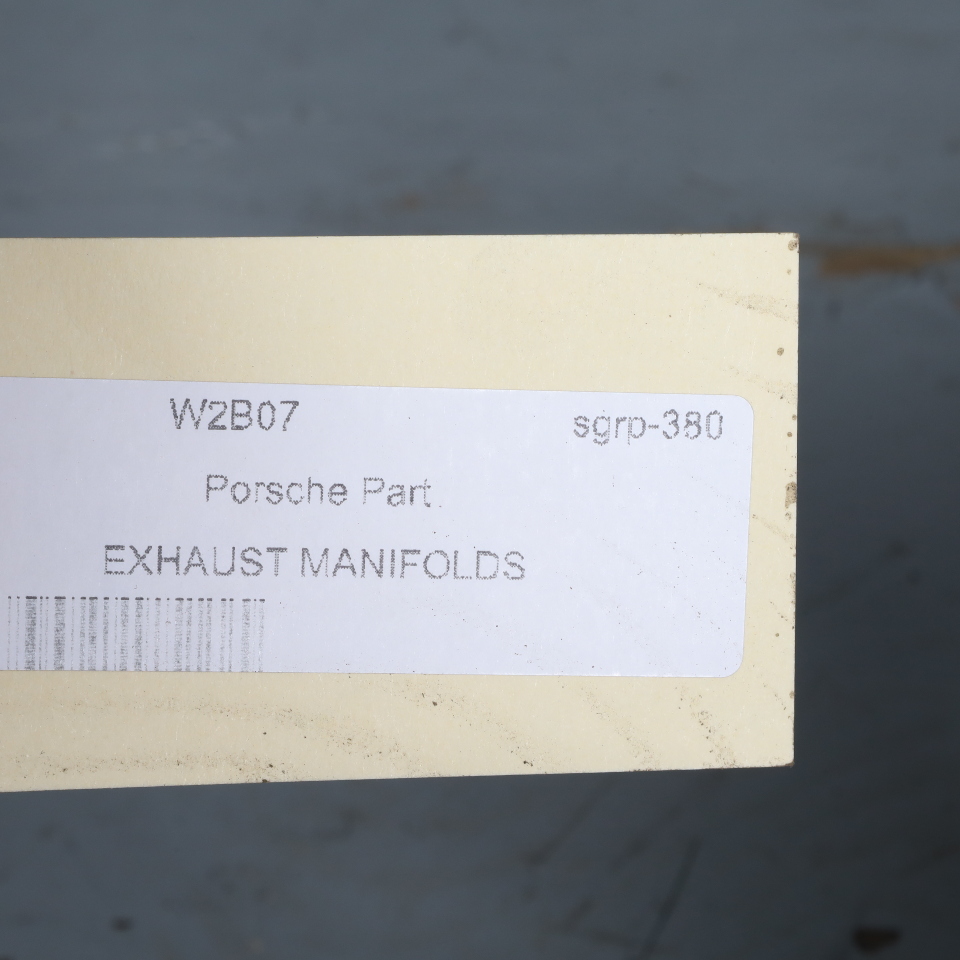 W2B07 sgrp-380
Porsche Part
EXHAUST MANIFOLDS